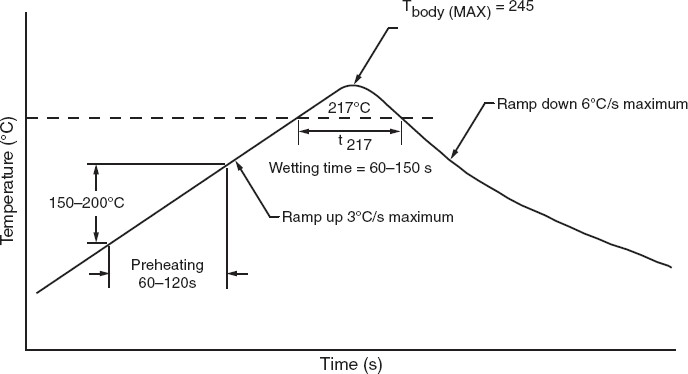 T body (MAX) = 245
217°C
Ramp down 6°C/s maximum
t 217
Wetting time = 60–150 s
150–200°C
Ramp up 3°C/s maximum
Preheating
60–120s
Temperature (°C)
Time (s)